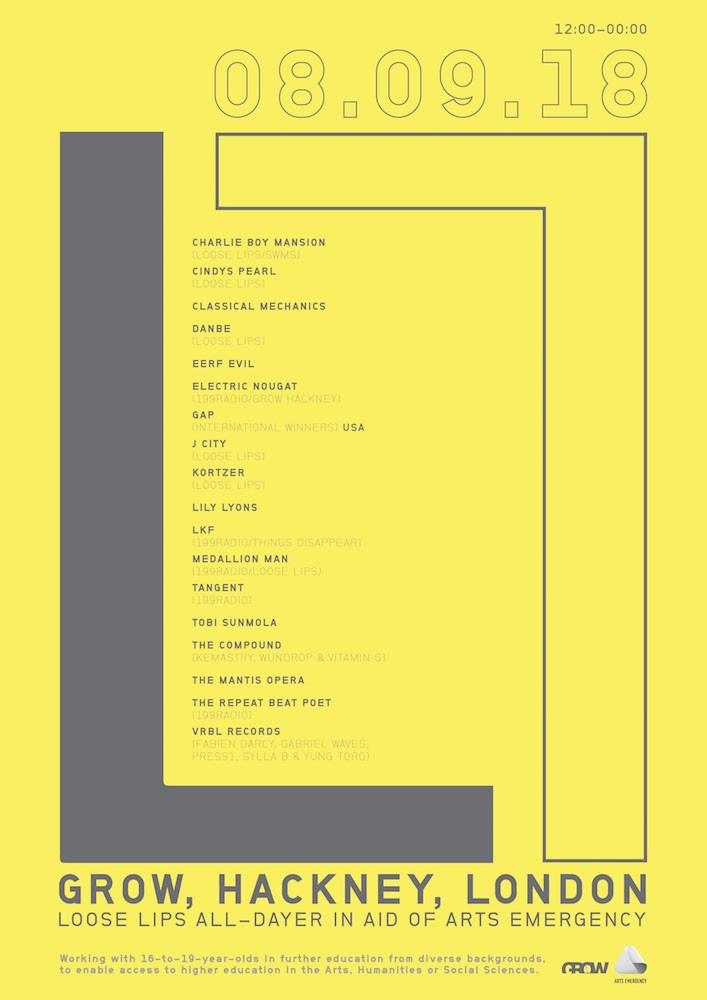 12:00–00:00
08.09.18
CHARLIE BOY MANSION
[LOOSE LIPS/SWMS]
CINDYS PEARL
[LOOSE LIPS]
CLASSICAL MECHANICS
DANBE
[LOOSE LIPS]
EERF EVIL
ELECTRIC NOUGAT
[199RADIO/GROW HACKNEY]
GAP
[INTERNATIONAL WINNERS] USA
J CITY
[LOOSE LIPS]
KORTZER
[LOOSE LIPS]
LILY LYONS
LKF
[199RADIO/THINGS DISAPPEAR]
MEDALLION MAN
[199RADIO/LOOSE LIPS]
TANGENT
[199RADIO]
TOBI SUNMOLA
THE COMPOUND
[KEMASTRY, WUNDROP & VITAMIN G]
THE MANTIS OPERA
THE REPEAT BEAT POET
[199RADIO]
VRBL RECORDS
[FABIEN DARCY, GABRIEL WAVES,
PRESS1, SYLLA B & YUNG TORO]
GROW, HACKNEY, LONDON
LOOSE LIPS ALL–DAYER IN AID OF ARTS EMERGENCY
Working with 16-to-19-year-olds in further education from diverse backgrounds,
to enable access to higher education in the Arts, Humanities or Social Sciences.
GROW
ARTS EMERGENCY